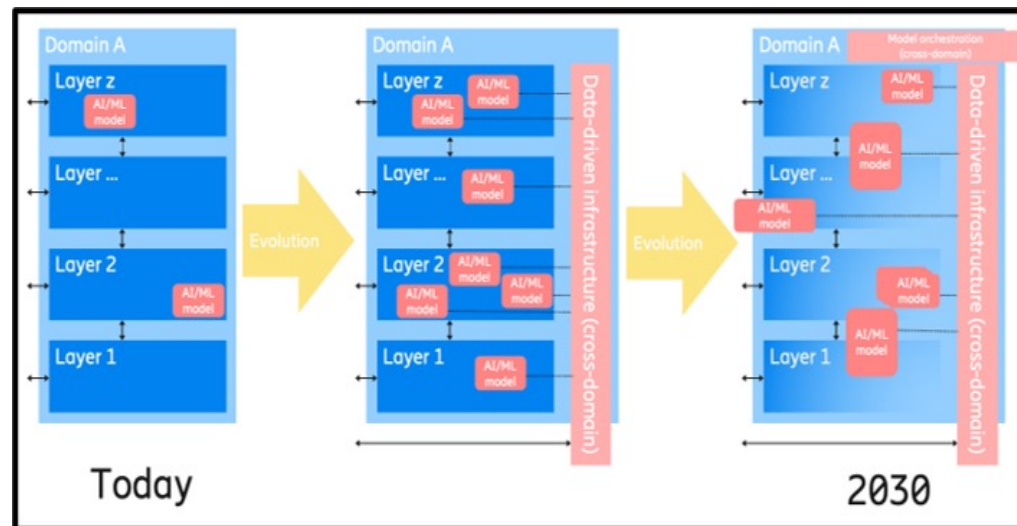 Domain A
Layer z
AI/ML
model
Layer ...
Layer 2
AI/ML
model
Layer 1
Today
Evolution
Domain A
Layer z
AI/ML
model
AI/ML
model
Layer ...
AI/ML
model
Layer 2
AI/ML
model
AI/ML
model
AI/ML
model
Layer 1
AI/ML
model
Data-driven infrastructure (cross-domain)
Evolution
Domain A
Model orchestration
(cross-domain)
Layer z
AI/ML
model
AI/ML
model
Layer ...
AI/ML
model
Layer 2
AI/ML
model
AI/ML
model
Layer 1
Data-driven infrastructure (cross-domain)
2030